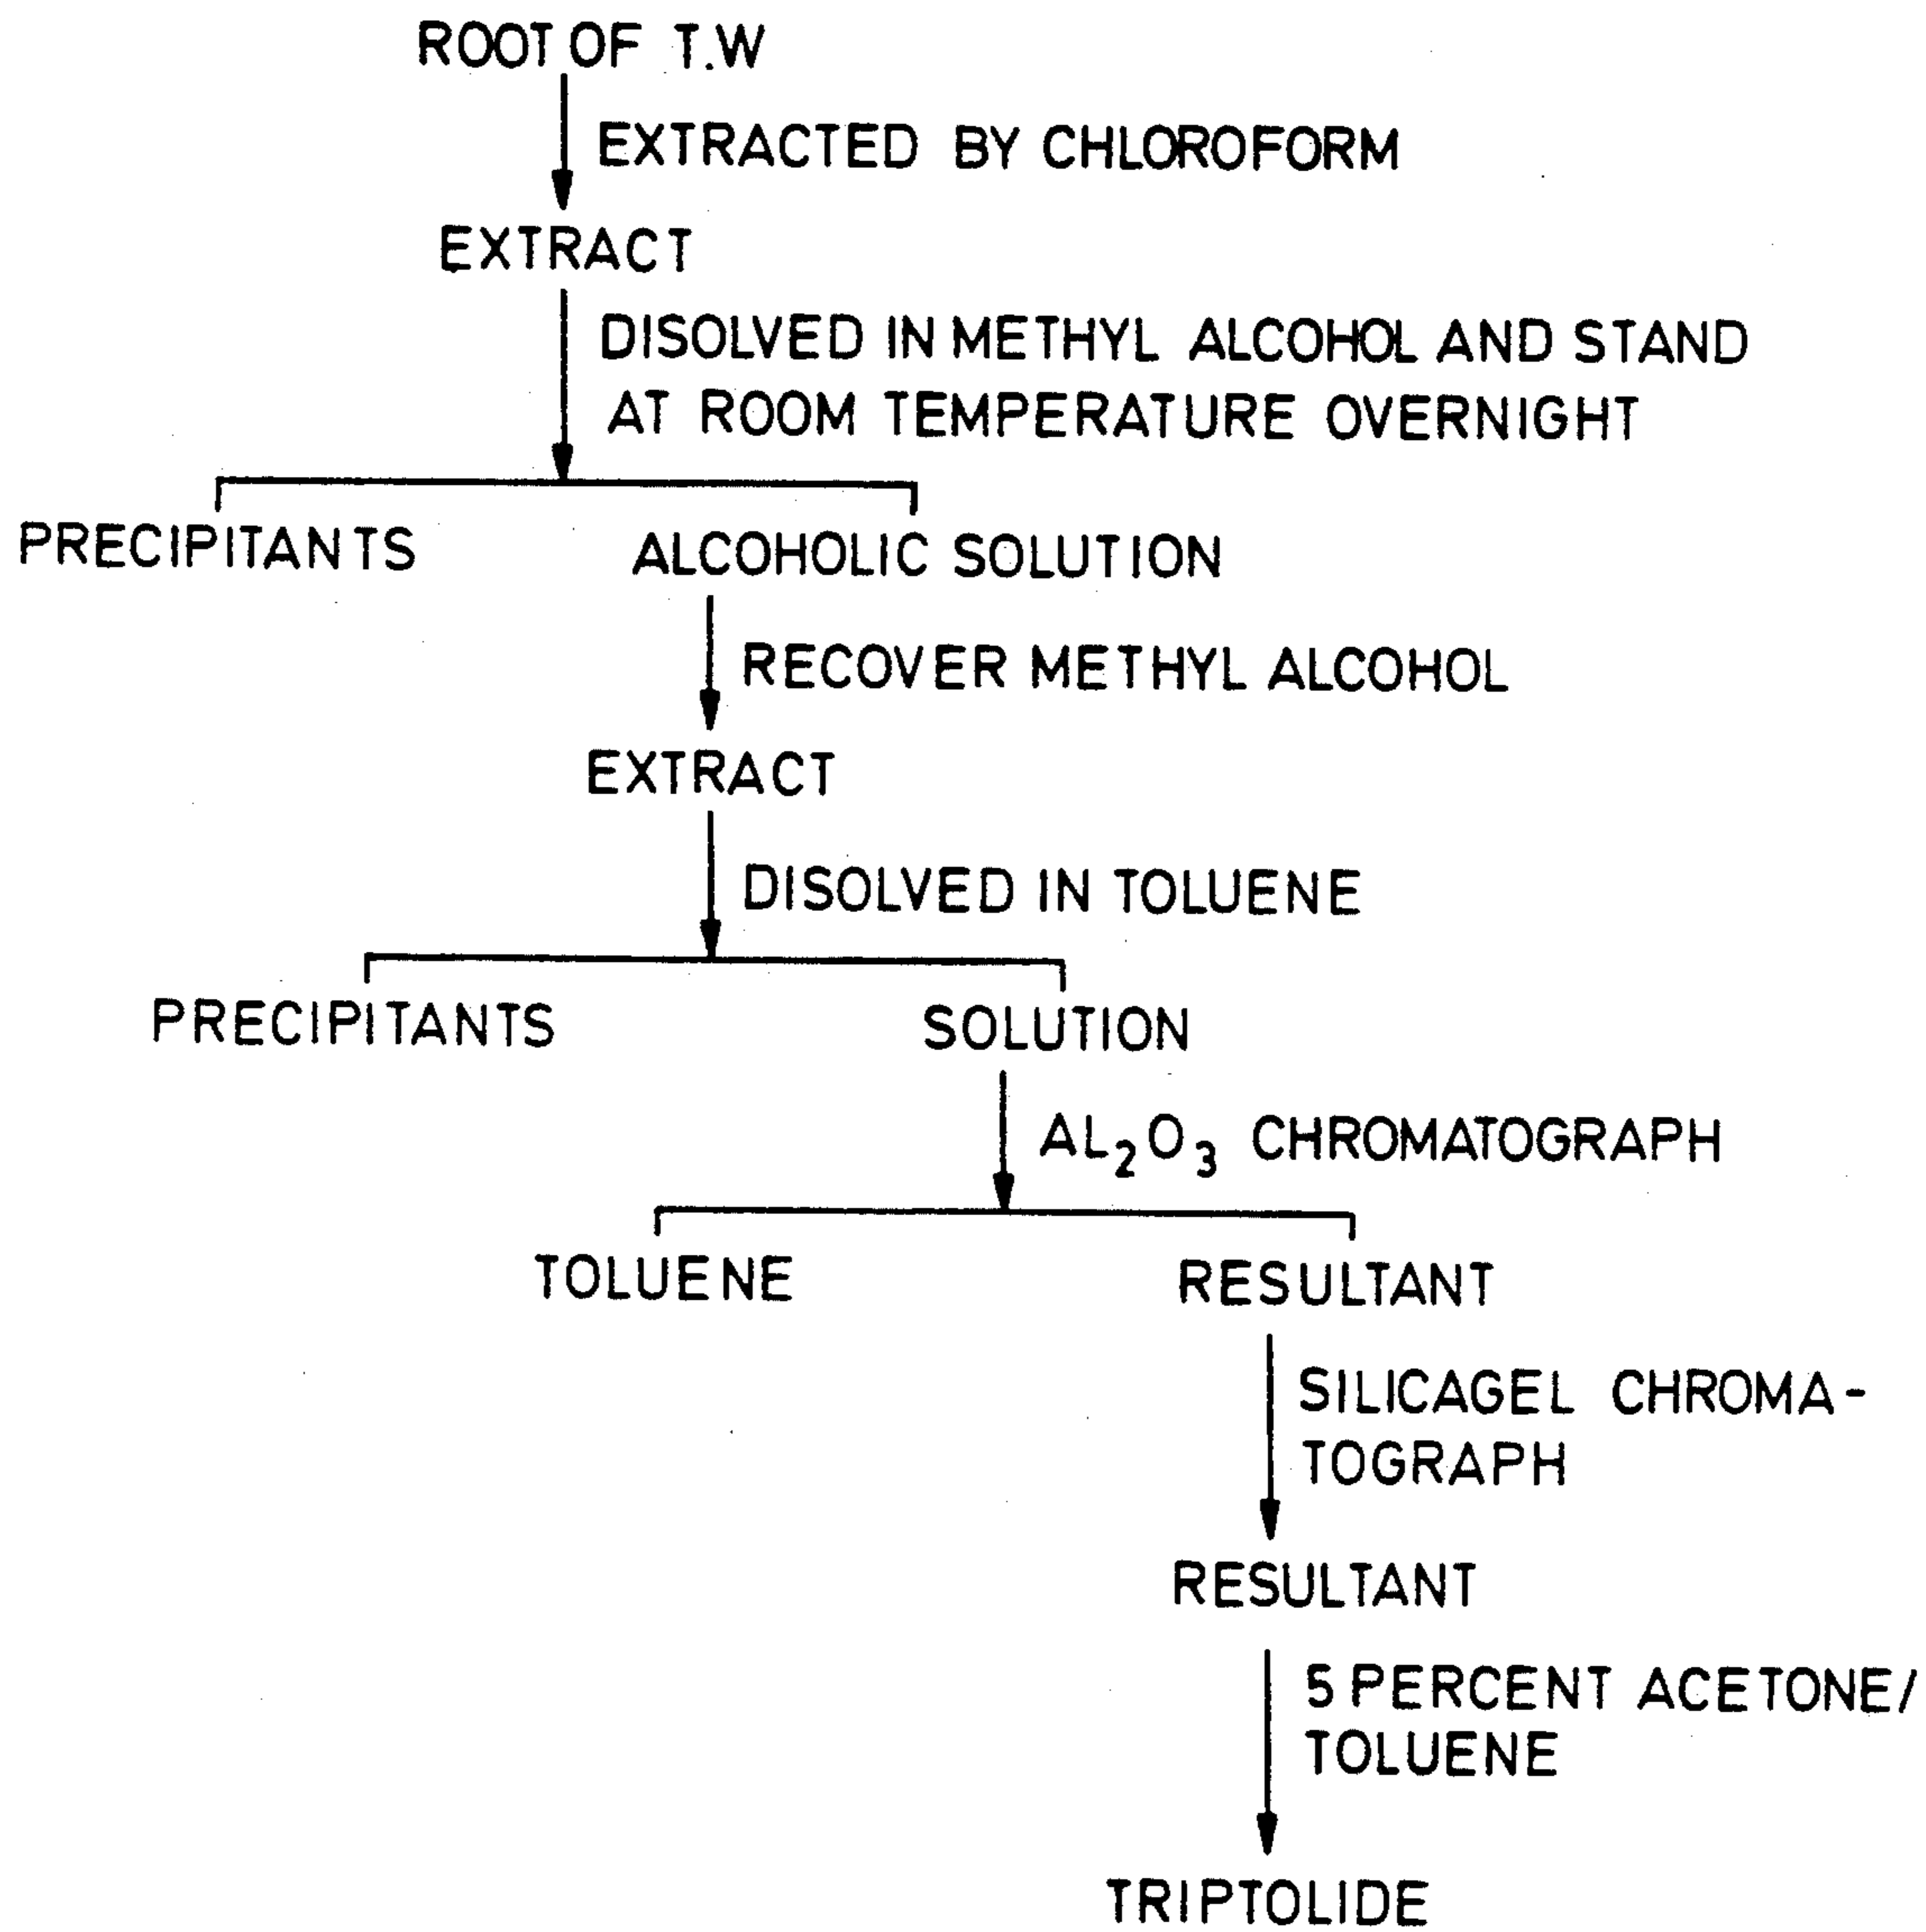 ROOT OF T.W
EXTRACTED BY CHLOROFORM
EXTRACT
DISOLVED IN METHYL ALCOHOL AND STAND
AT ROOM TEMPERATURE OVERNIGHT
PRECIPITANTS
ALCOHOLIC SOLUTION
RECOVER METHYL ALCOHOL
EXTRACT
DISOLVED IN TOLUENE
PRECIPITANTS
SOLUTION
AL₂O₃ CHROMATOGRAPH
TOLUENE
RESULTANT
SILICAGEL CHROMA-
TOGRAPH
RESULTANT
5 PERCENT ACETONE/
TOLUENE
TRIPTOLIDE